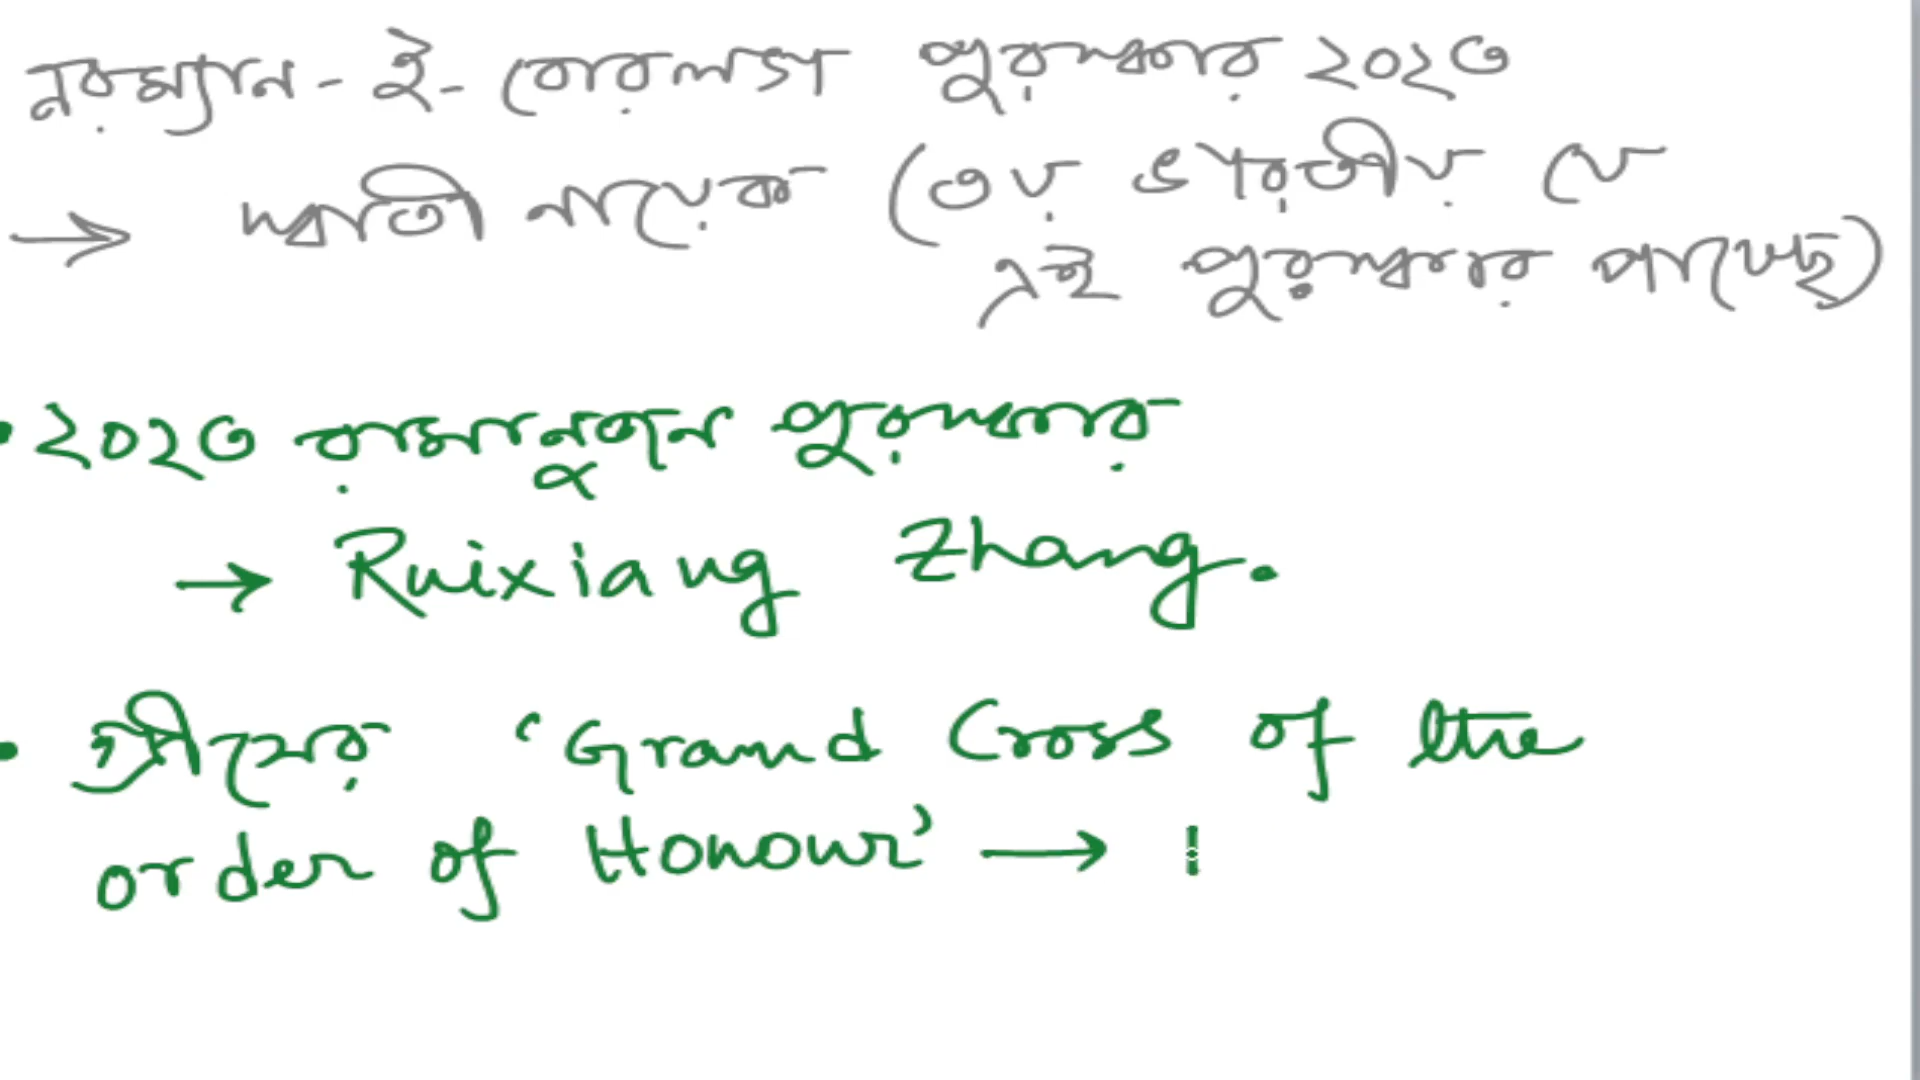 নরম্যান - ই - বোরলগ পুরস্কার ২০২৩
→ স্বাতী নায়েক (৩য় ভারতীয় যে
এই পুরস্কার পায়েছে)
• ২০২৩ রামানুজন পুরস্কার
→ Ruixiang Zhang.
• গ্রীসের 'Grand Cross of the
order of Honour' →